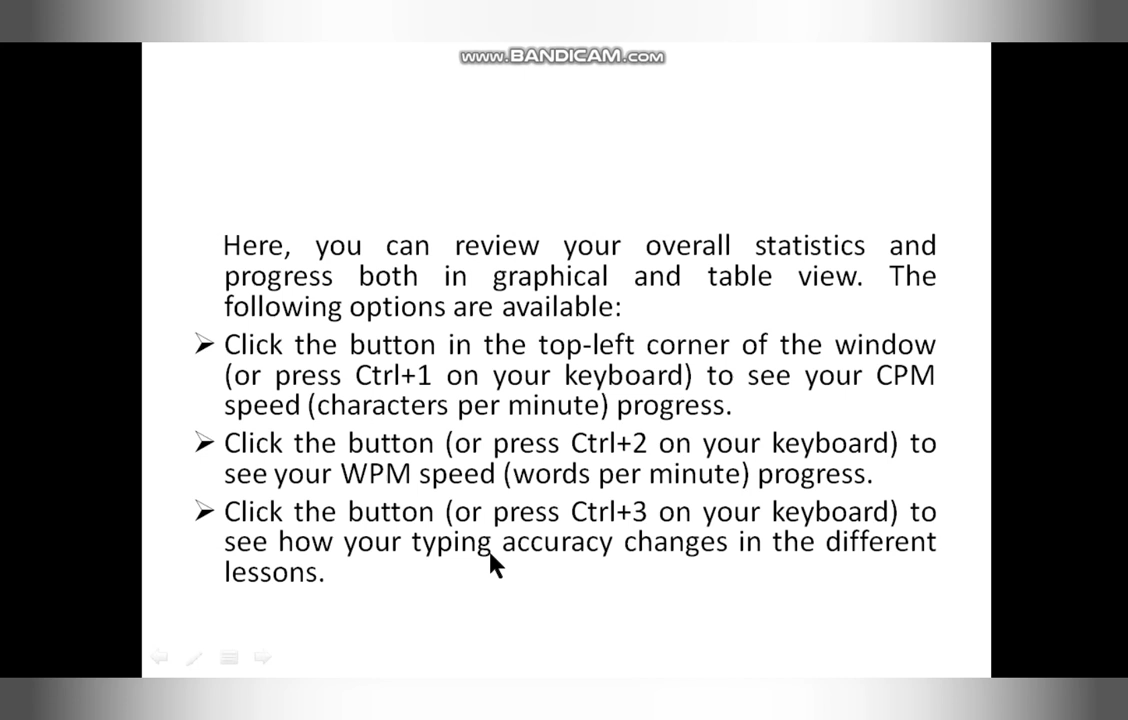 www.BANDICAM.com
Here, you can review your overall statistics and
progress both in graphical and table view. The
following options are available:
Click the button in the top-left corner of the window
(or press Ctrl+1 on your keyboard) to see your CPM
speed (characters per minute) progress.
Click the button (or press Ctrl+2 on your keyboard) to
see your WPM speed (words per minute) progress.
Click the button (or press Ctrl+3 on your keyboard) to
see how your typing accuracy changes in the different
lessons.